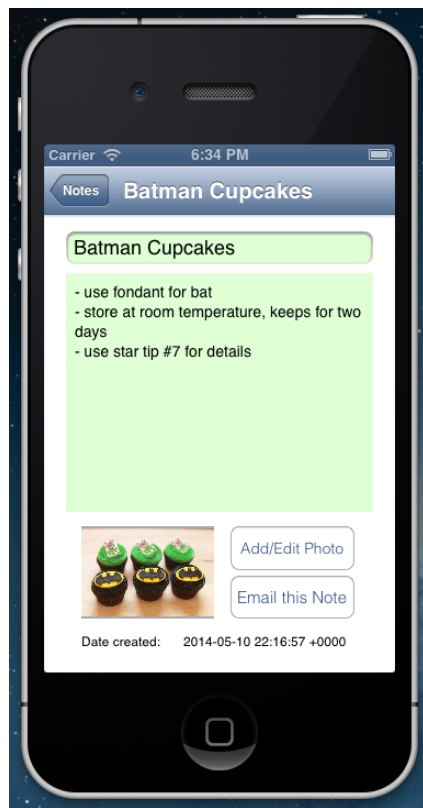 Carrier 6:34 PM
Notes Batman Cupcakes
Batman Cupcakes
- use fondant for bat
- store at room temperature, keeps for two
days
- use star tip #7 for details
Add/Edit Photo
Email this Note
Date created: 2014-05-10 22:16:57 +0000